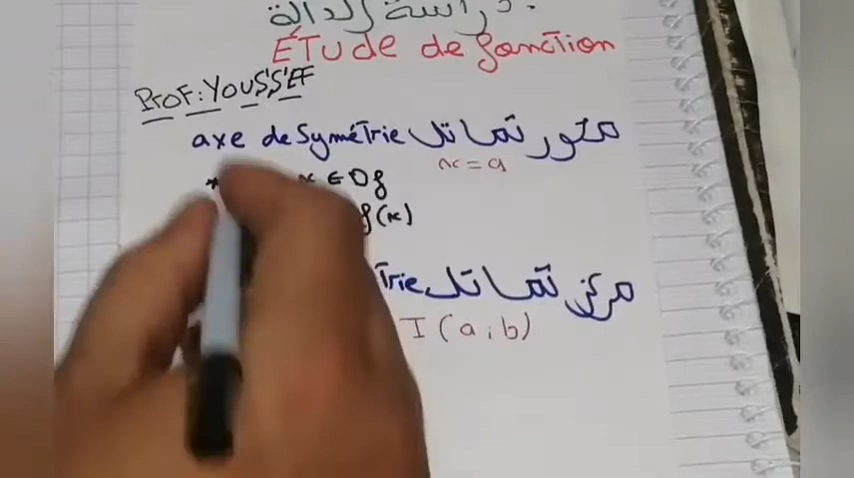 دراسة الدالة
ÉTUde de fonction
ProF: YOUSSEF
axe de Symétrie محور تماثل
x = a
* x ∈ Df
f(x)
trie مركز تماثل
I (a ; b)